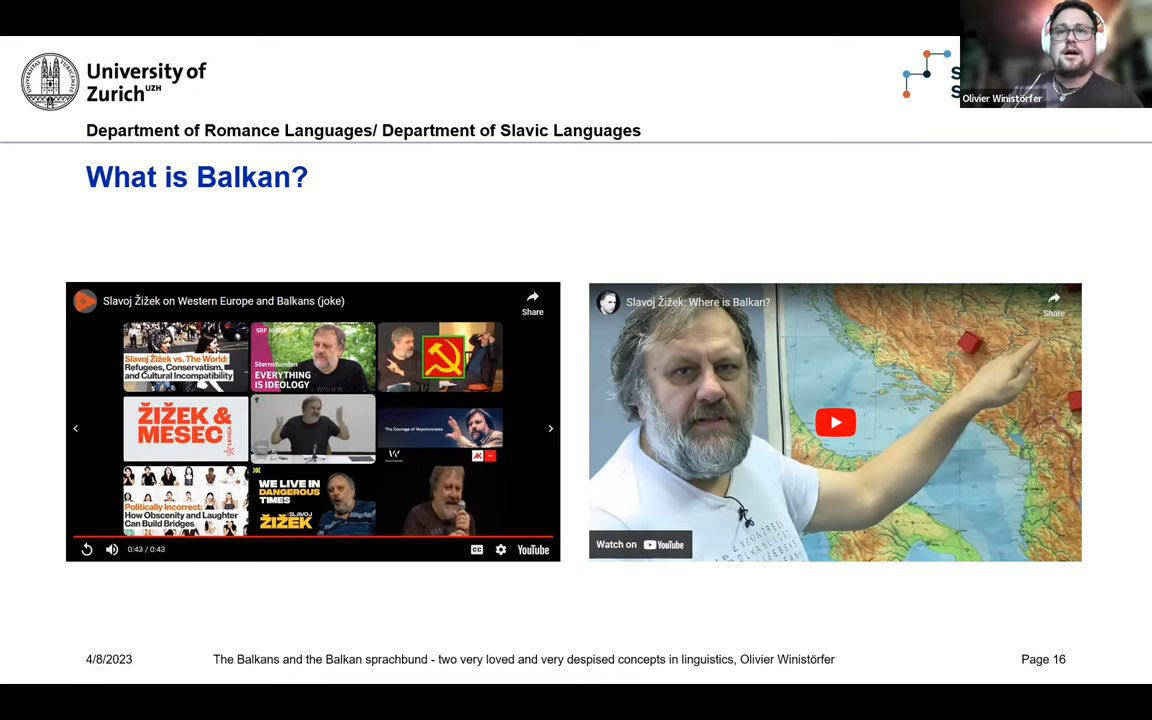 University of
Zurich UZH
S
S
Olivier Winistörfer
Department of Romance Languages/ Department of Slavic Languages
What is Balkan?
Slavoj Žižek on Western Europe and Balkans (joke)
Share
Slavoj Žižek vs. The World:
Refugees, Conservatism,
and Cultural Incompatibility
Sternstunden
EVERYTHING
IS IDEOLOGY
ŽIŽEK &
MESEC
LEVICA
The Courage of Hopelessness
Politically Incorrect:
How Obscenity and Laughter
Can Build Bridges
JOE
WE LIVE IN
DANGEROUS
TIMES
SLAVOJ
ŽIŽEK
0:43 / 0:43
CC
YouTube
Slavoj Žižek: Where is Balkan?
Share
Watch on YouTube
4/8/2023
The Balkans and the Balkan sprachbund - two very loved and very despised concepts in linguistics, Olivier Winistörfer
Page 16